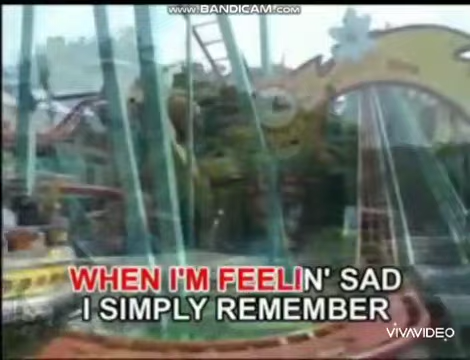 WWW.BANDICAM.COM
WHEN I'M FEELIN' SAD
I SIMPLY REMEMBER
VIVAVIDEO